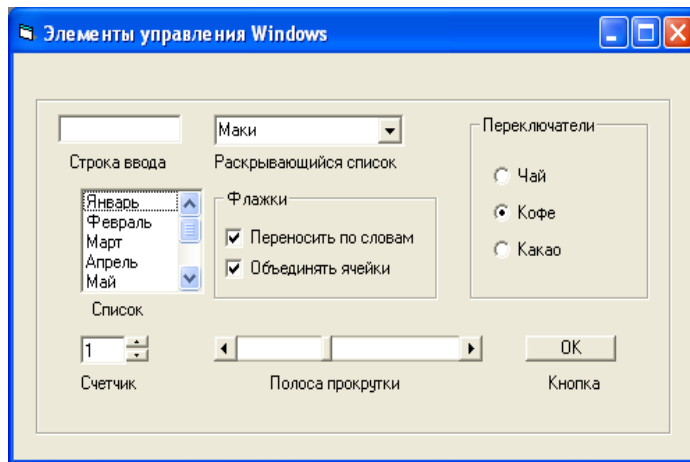 Элементы управления Windows
Маки
Строка ввода
Раскрывающийся список
Переключатели
Чай
Кофе
Какао
Январь
Февраль
Март
Апрель
Май
Список
Флажки
Переносить по словам
Объединять ячейки
1
Счетчик
Полоса прокрутки
OK
Кнопка